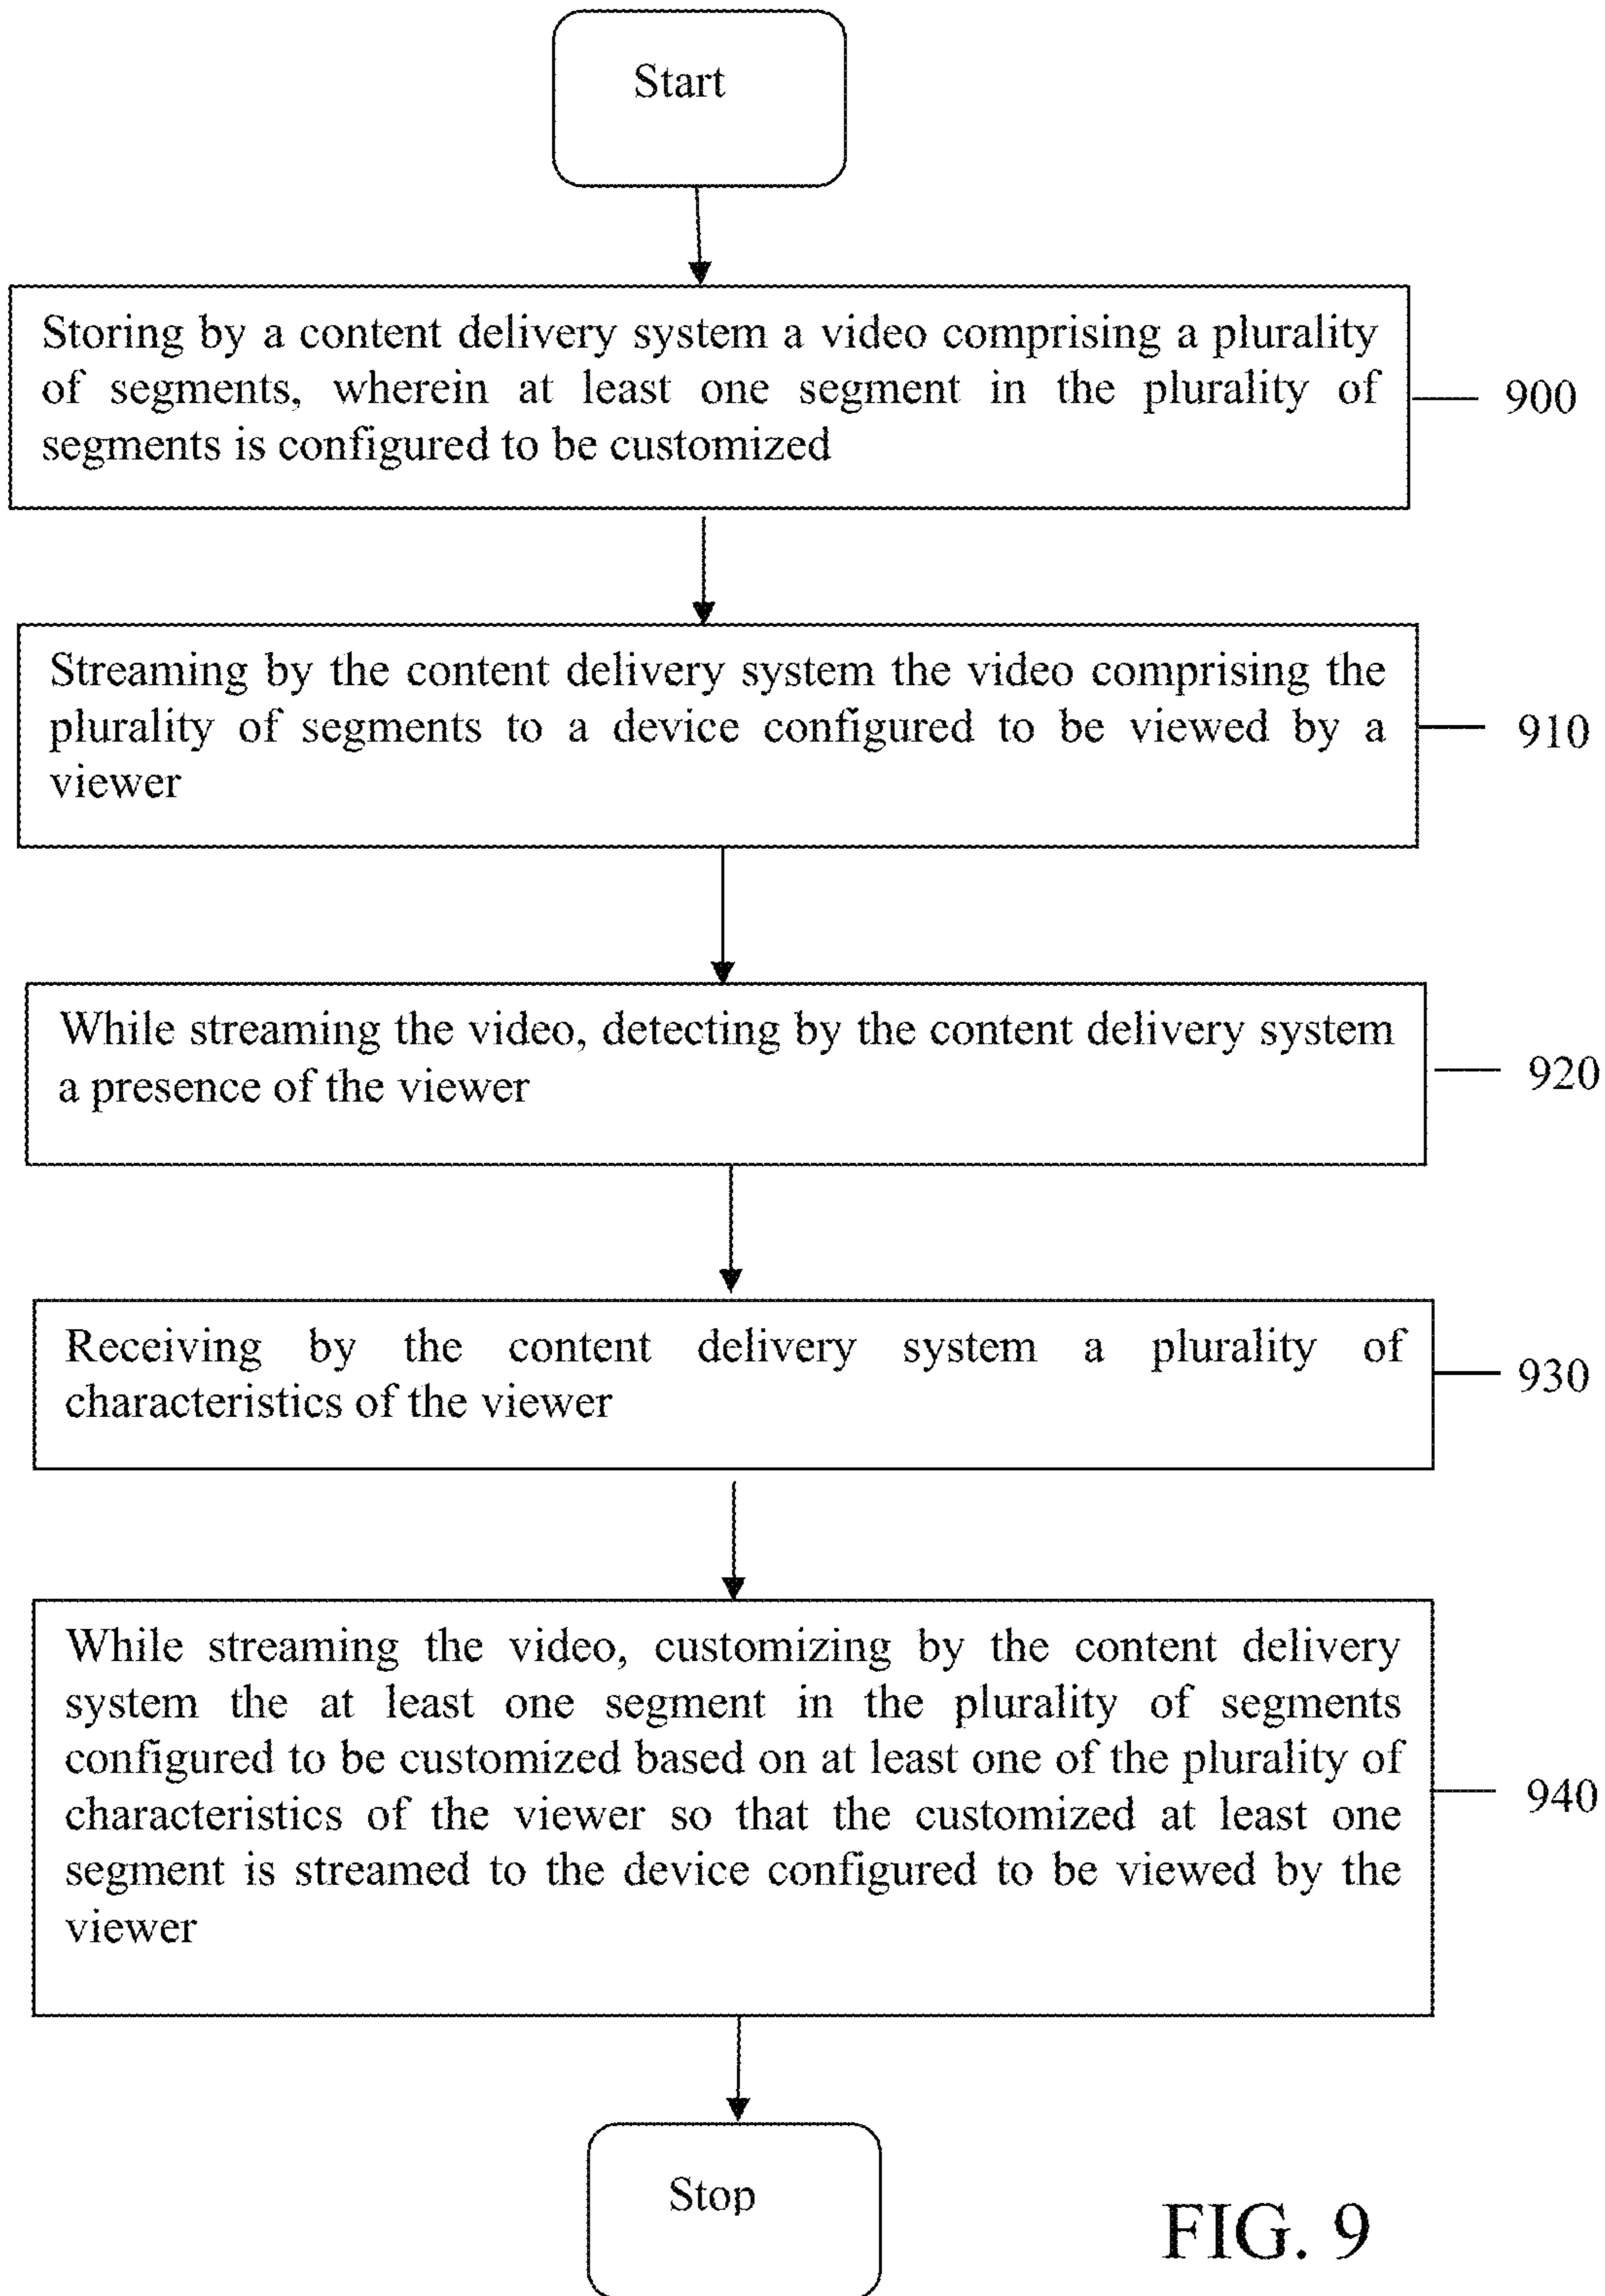 Start
Storing by a content delivery system a video comprising a plurality
of segments, wherein at least one segment in the plurality of
segments is configured to be customized
900
Streaming by the content delivery system the video comprising the
plurality of segments to a device configured to be viewed by a
viewer
910
While streaming the video, detecting by the content delivery system
a presence of the viewer
920
Receiving by the content delivery system a plurality of
characteristics of the viewer
930
While streaming the video, customizing by the content delivery
system the at least one segment in the plurality of segments
configured to be customized based on at least one of the plurality of
characteristics of the viewer so that the customized at least one
segment is streamed to the device configured to be viewed by the
viewer
940
Stop
FIG. 9